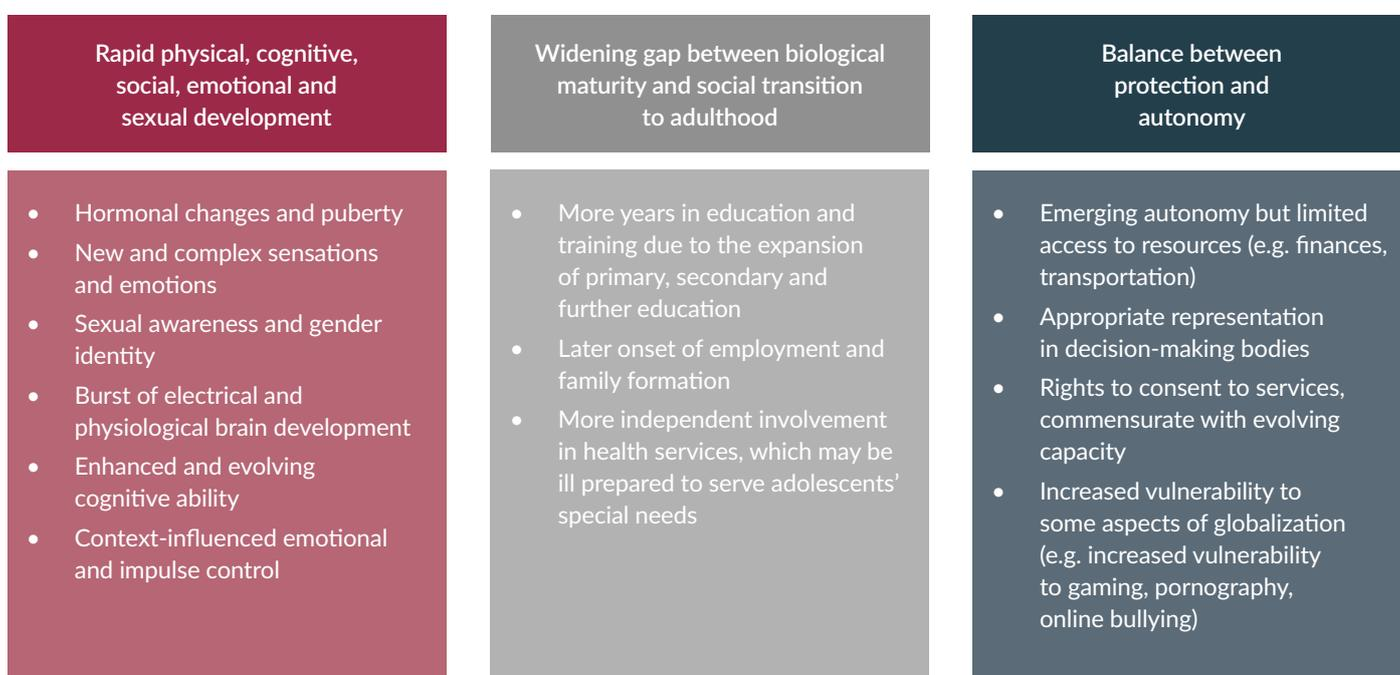 Rapid physical, cognitive,
social, emotional and
sexual development
• Hormonal changes and puberty
• New and complex sensations
and emotions
• Sexual awareness and gender
identity
• Burst of electrical and
physiological brain development
• Enhanced and evolving
cognitive ability
• Context-influenced emotional
and impulse control
Widening gap between biological
maturity and social transition
to adulthood
• More years in education and
training due to the expansion
of primary, secondary and
further education
• Later onset of employment and
family formation
• More independent involvement
in health services, which may be
ill prepared to serve adolescents’
special needs
Balance between
protection and
autonomy
• Emerging autonomy but limited
access to resources (e.g. finances,
transportation)
• Appropriate representation
in decision-making bodies
• Rights to consent to services,
commensurate with evolving
capacity
• Increased vulnerability to
some aspects of globalization
(e.g. increased vulnerability
to gaming, pornography,
online bullying)